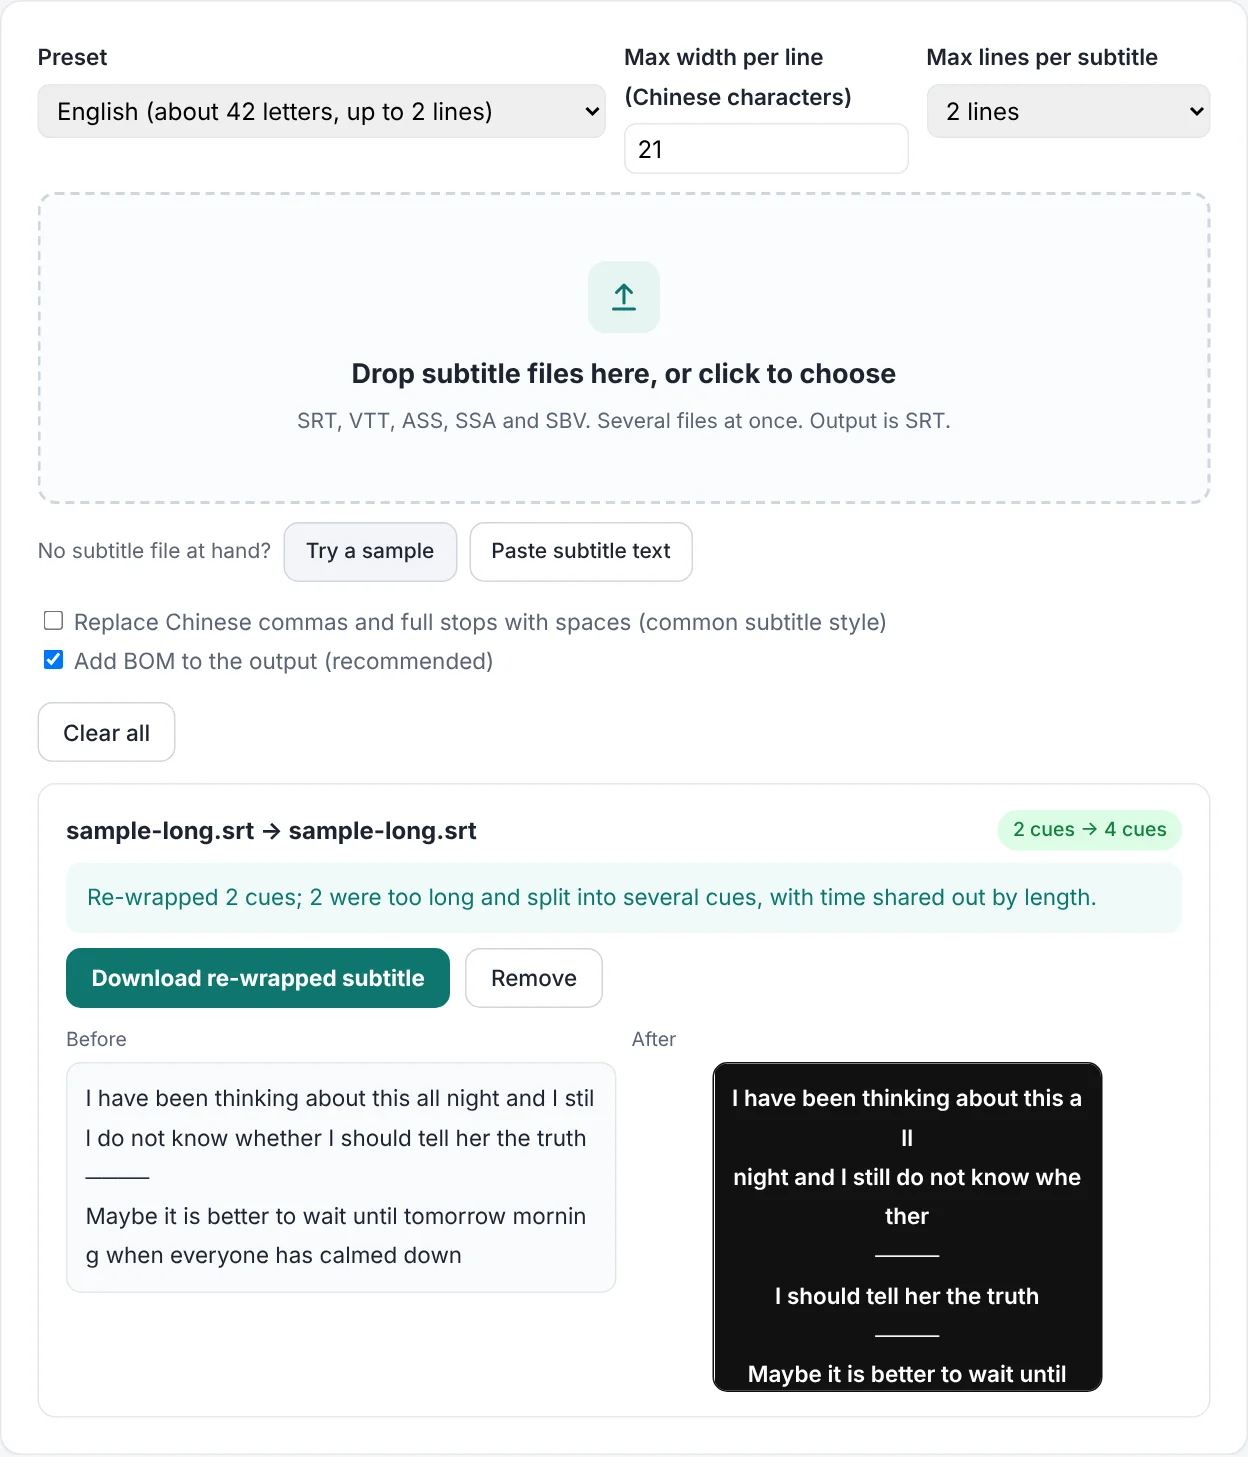 Preset
English (about 42 letters, up to 2 lines)
Max width per line
(Chinese characters)
21
Max lines per subtitle
2 lines
Drop subtitle files here, or click to choose
SRT, VTT, ASS, SSA and SBV. Several files at once. Output is SRT.
No subtitle file at hand?
Try a sample
Paste subtitle text
Replace Chinese commas and full stops with spaces (common subtitle style)
Add BOM to the output (recommended)
Clear all
sample-long.srt → sample-long.srt
2 cues → 4 cues
Re-wrapped 2 cues; 2 were too long and split into several cues, with time shared out by length.
Download re-wrapped subtitle
Remove
Before
I have been thinking about this all night and I stil
l do not know whether I should tell her the truth
———
Maybe it is better to wait until tomorrow mornin
g when everyone has calmed down
After
I have been thinking about this a
ll
night and I still do not know whe
ther
———
I should tell her the truth
———
Maybe it is better to wait until